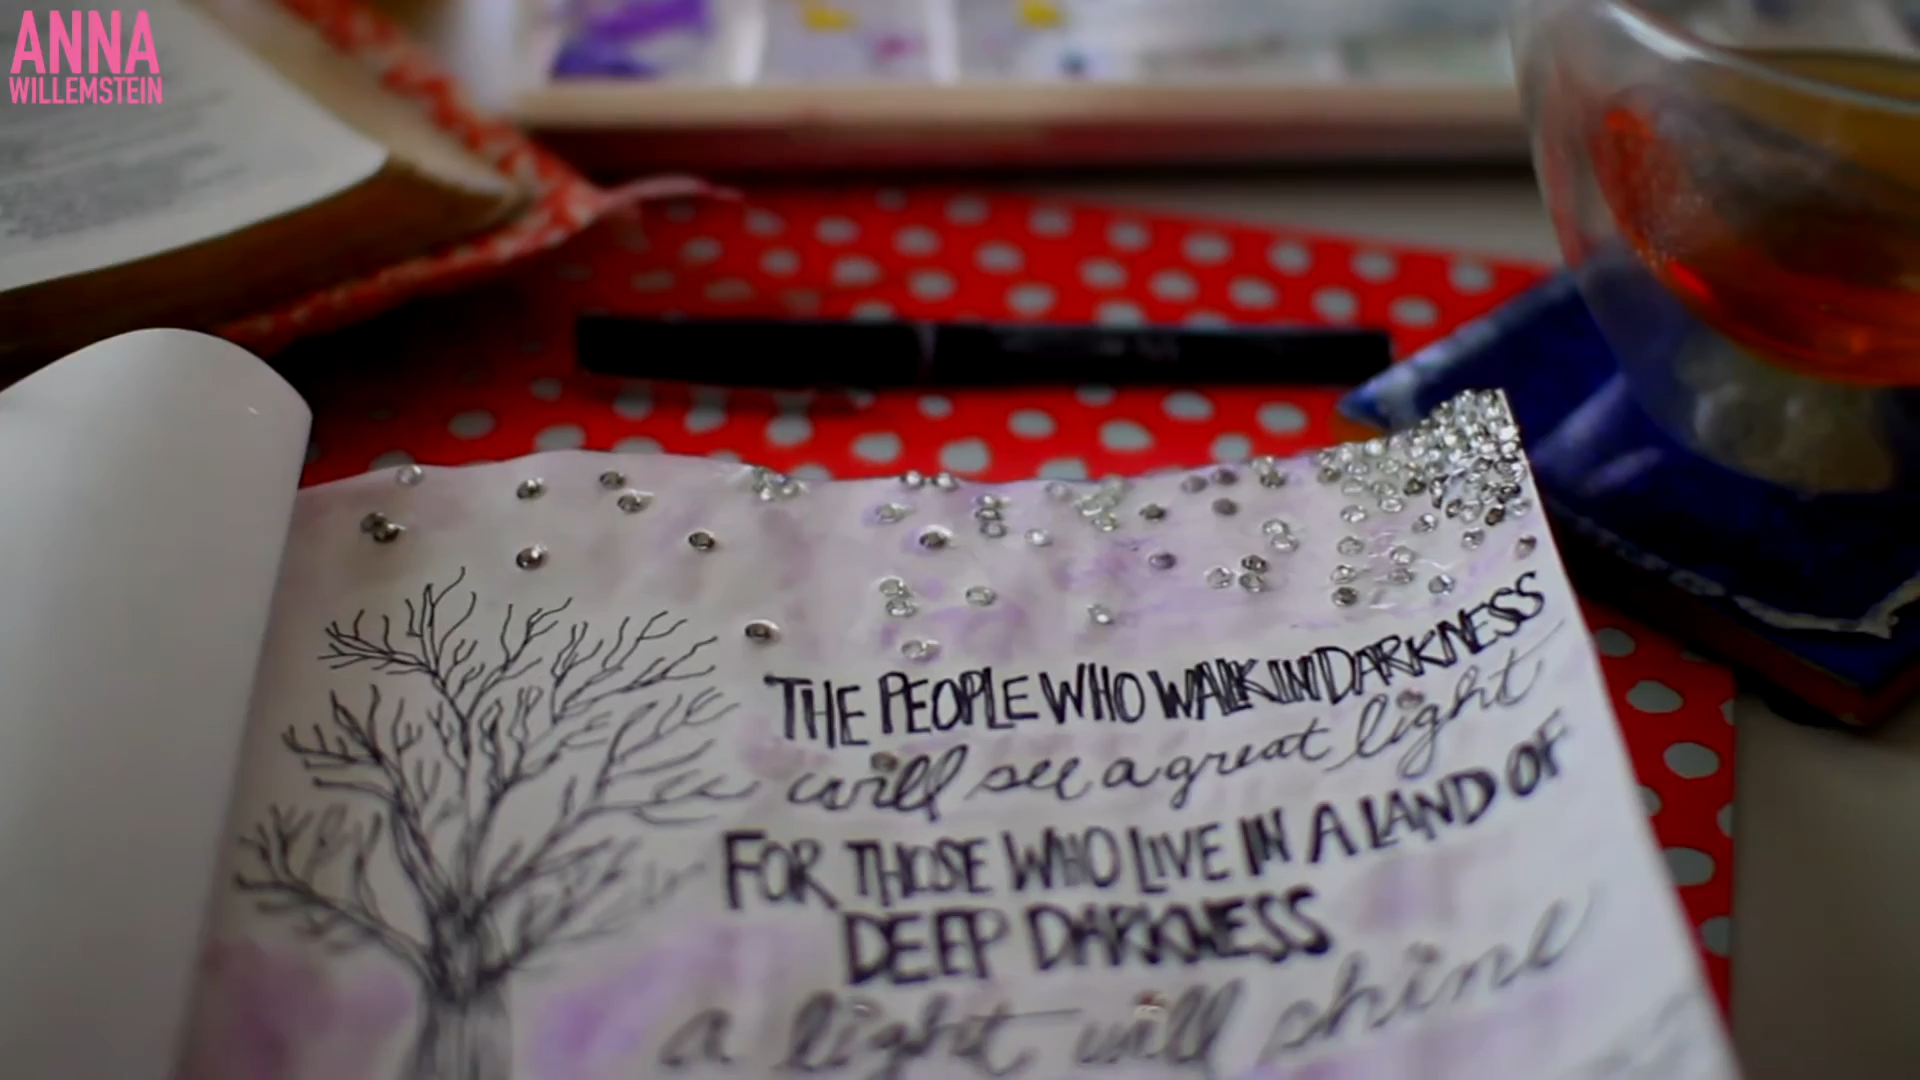 ANNA
WILLEMSTEIN
THE PEOPLE WHO WALK IN DARKNESS
will see a great light
FOR THOSE WHO LIVE IN A LAND OF
DEEP DARKNESS
a light will shine